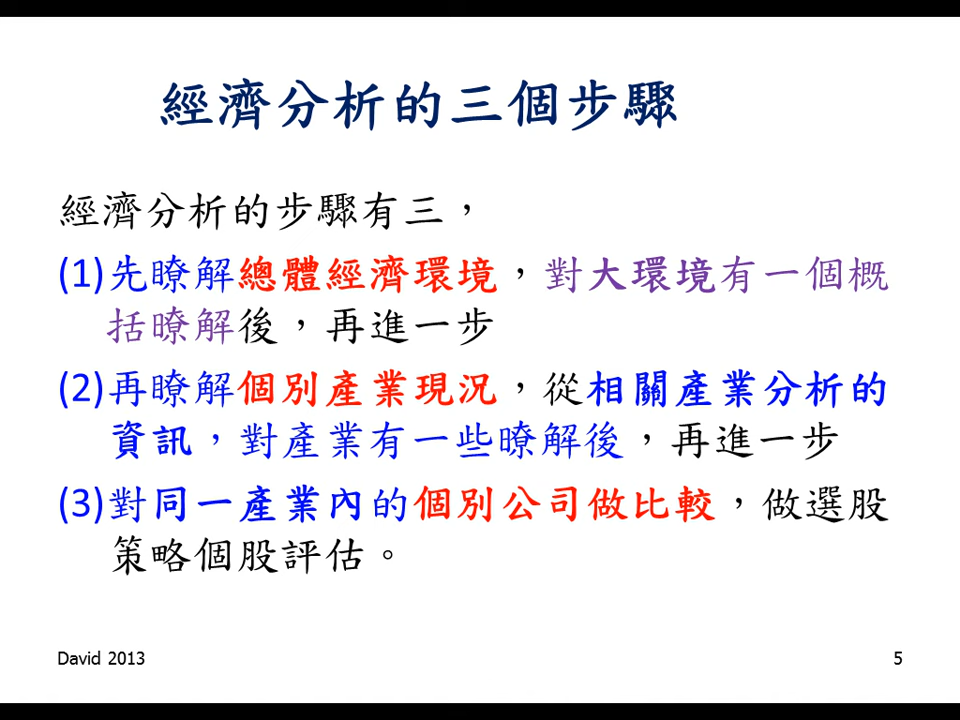 經濟分析的三個步驟
經濟分析的步驟有三，
(1)先瞭解總體經濟環境，對大環境有一個概
括瞭解後，再進一步
(2)再瞭解個別產業現況，從相關產業分析的
資訊，對產業有一些瞭解後，再進一步
(3)對同一產業內的個別公司做比較，做選股
策略個股評估。
David 2013
5